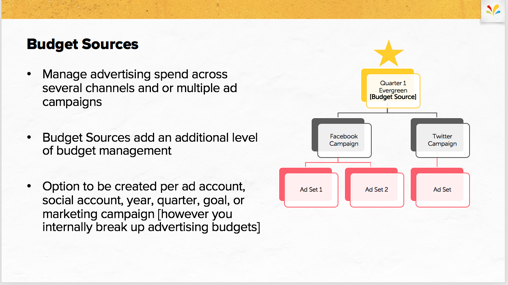 Budget Sources
• Manage advertising spend across
several channels and or multiple ad
campaigns
• Budget Sources add an additional level
of budget management
• Option to be created per ad account,
social account, year, quarter, goal, or
marketing campaign [however you
internally break up advertising budgets]
Quarter 1
Evergreen
[Budget Source]
Facebook
Campaign
Twitter
Campaign
Ad Set 1
Ad Set 2
Ad Set